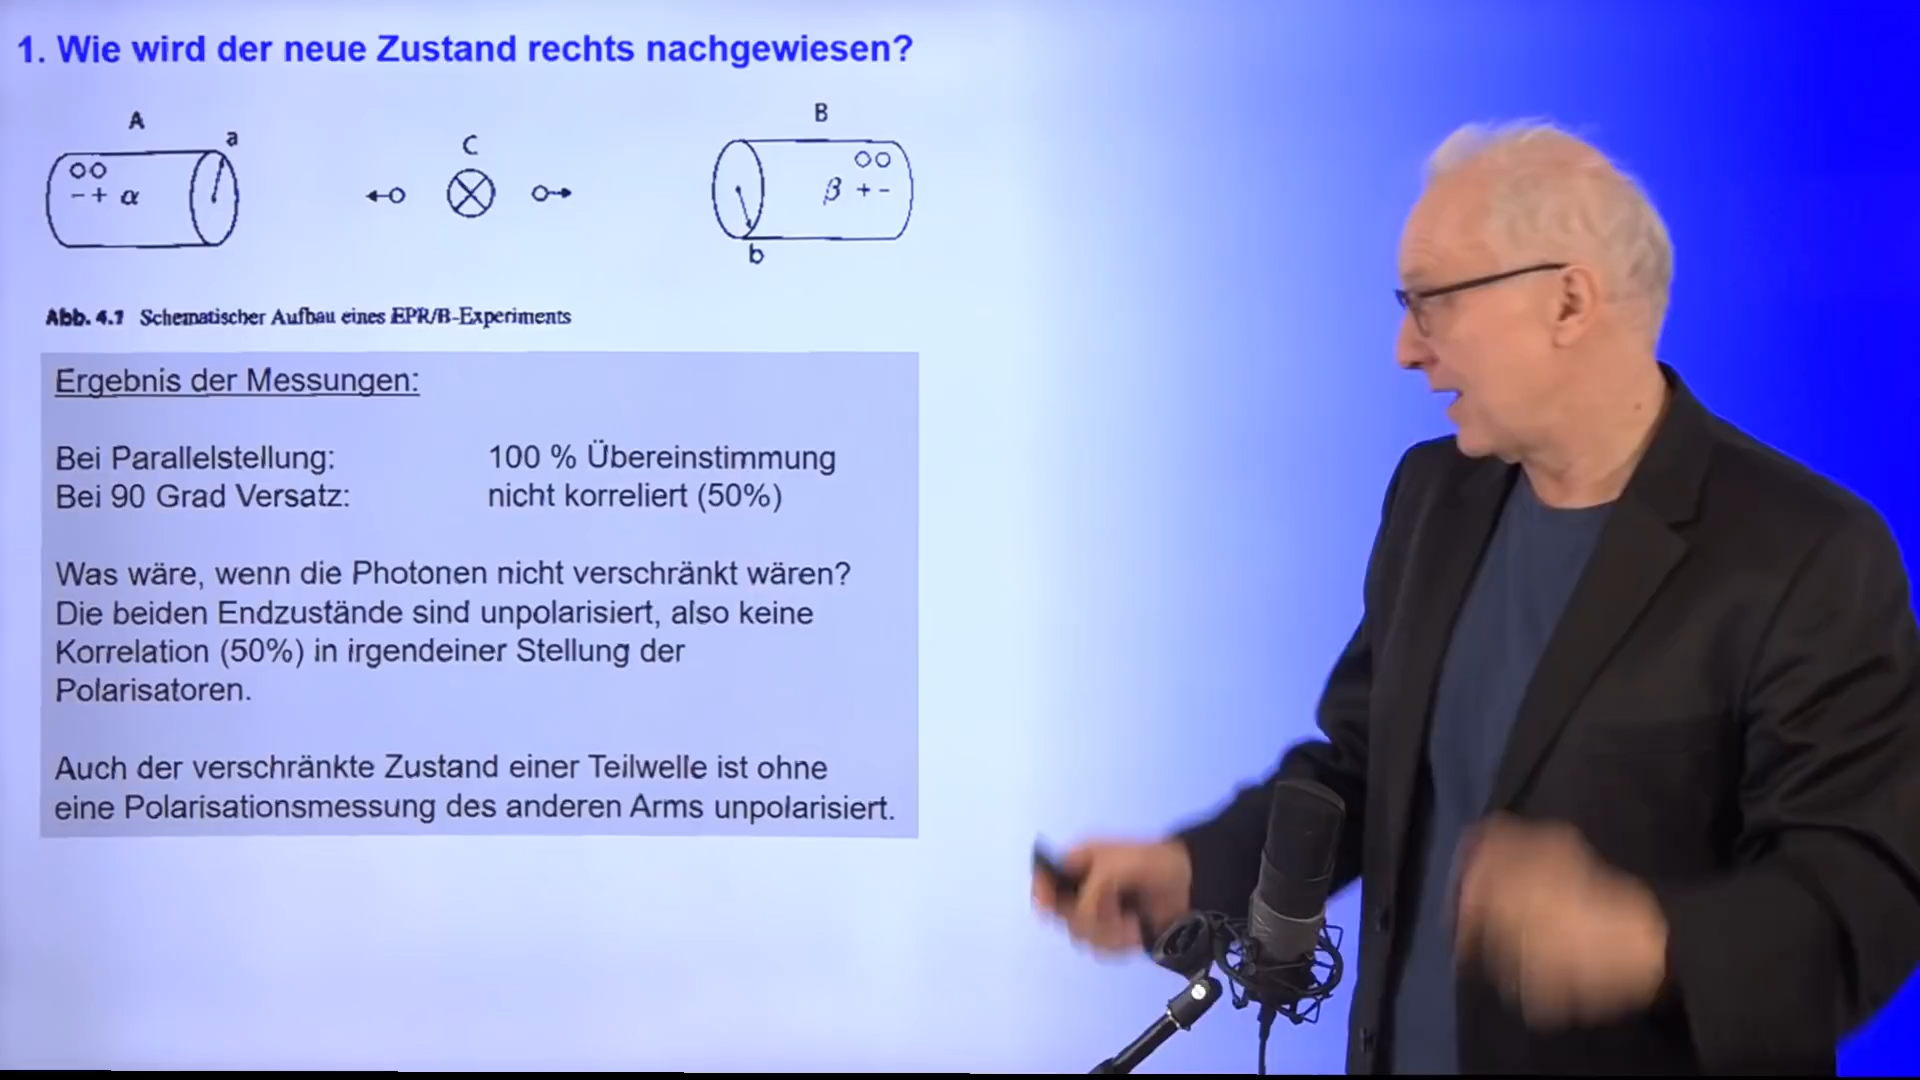 1. Wie wird der neue Zustand rechts nachgewiesen?
A
a
B
C
- + α
β + -
b
Abb. 4.1 Schematischer Aufbau eines EPR/B-Experiments
Ergebnis der Messungen:
Bei Parallelstellung: 100 % Übereinstimmung
Bei 90 Grad Versatz: nicht korreliert (50%)
Was wäre, wenn die Photonen nicht verschränkt wären?
Die beiden Endzustände sind unpolarisiert, also keine
Korrelation (50%) in irgendeiner Stellung der
Polarisatoren.
Auch der verschränkte Zustand einer Teilwelle ist ohne
eine Polarisationsmessung des anderen Arms unpolarisiert.